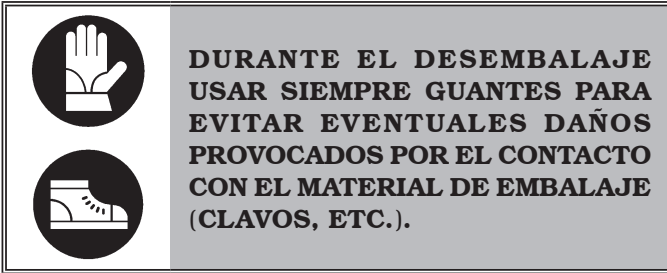 DURANTE EL DESEMBALAJE
USAR SIEMPRE GUANTES PARA
EVITAR EVENTUALES DAÑOS
PROVOCADOS POR EL CONTACTO
CON EL MATERIAL DE EMBALAJE
(CLAVOS, ETC.).